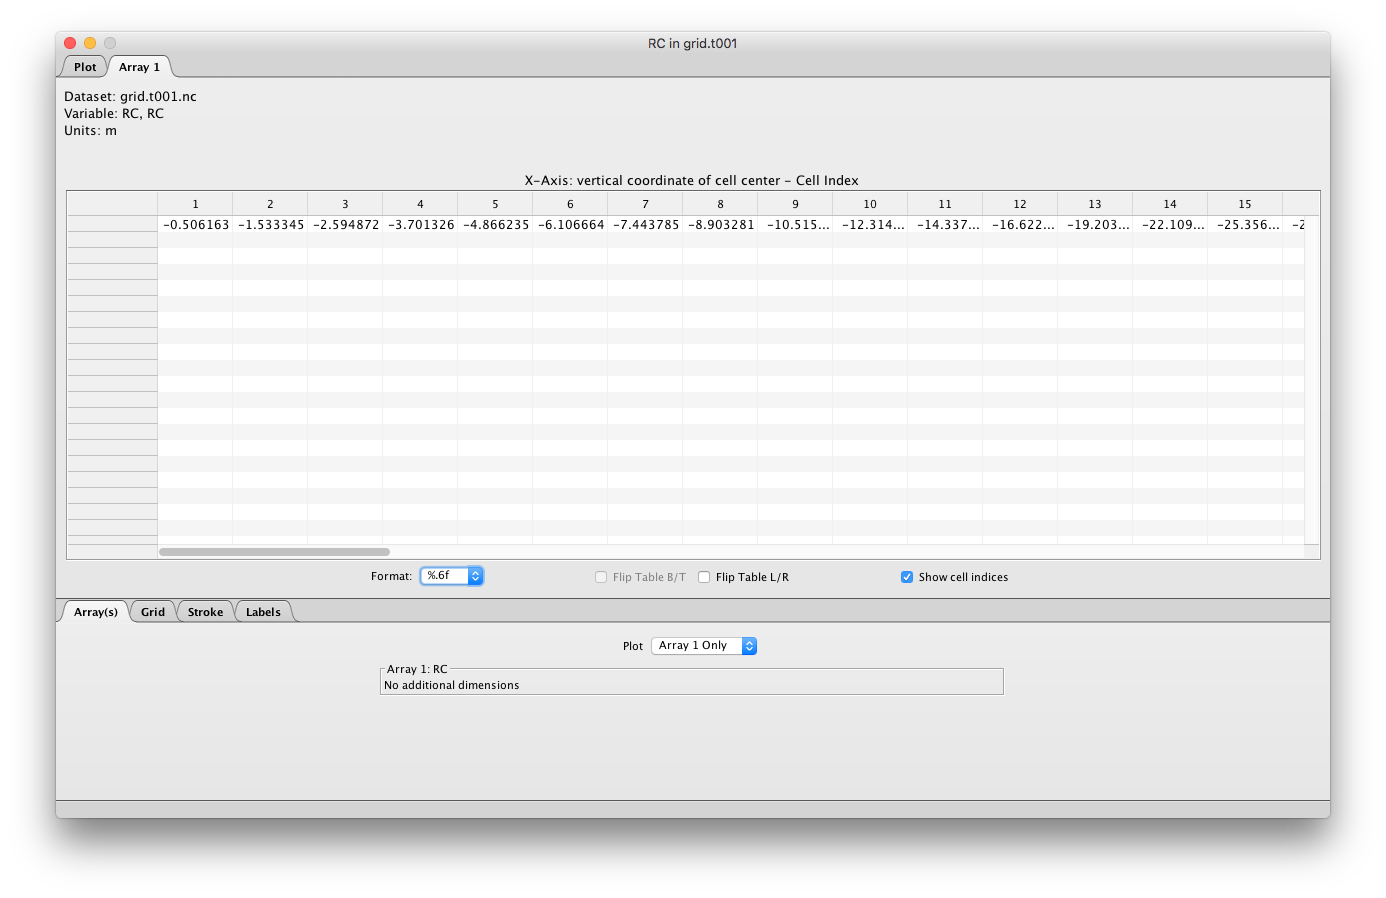 RC in grid.t001
Plot Array 1
Dataset: grid.t001.nc
Variable: RC, RC
Units: m
X-Axis: vertical coordinate of cell center - Cell Index
1 2 3 4 5 6 7 8 9 10 11 12 13 14 15
-0.506163 -1.533345 -2.594872 -3.701326 -4.866235 -6.106664 -7.443785 -8.903281 -10.515... -12.314... -14.337... -16.622... -19.203... -22.109... -25.356... -2
Format: %.6f Flip Table B/T Flip Table L/R Show cell indices
Array(s) Grid Stroke Labels
Plot Array 1 Only
Array 1: RC
No additional dimensions